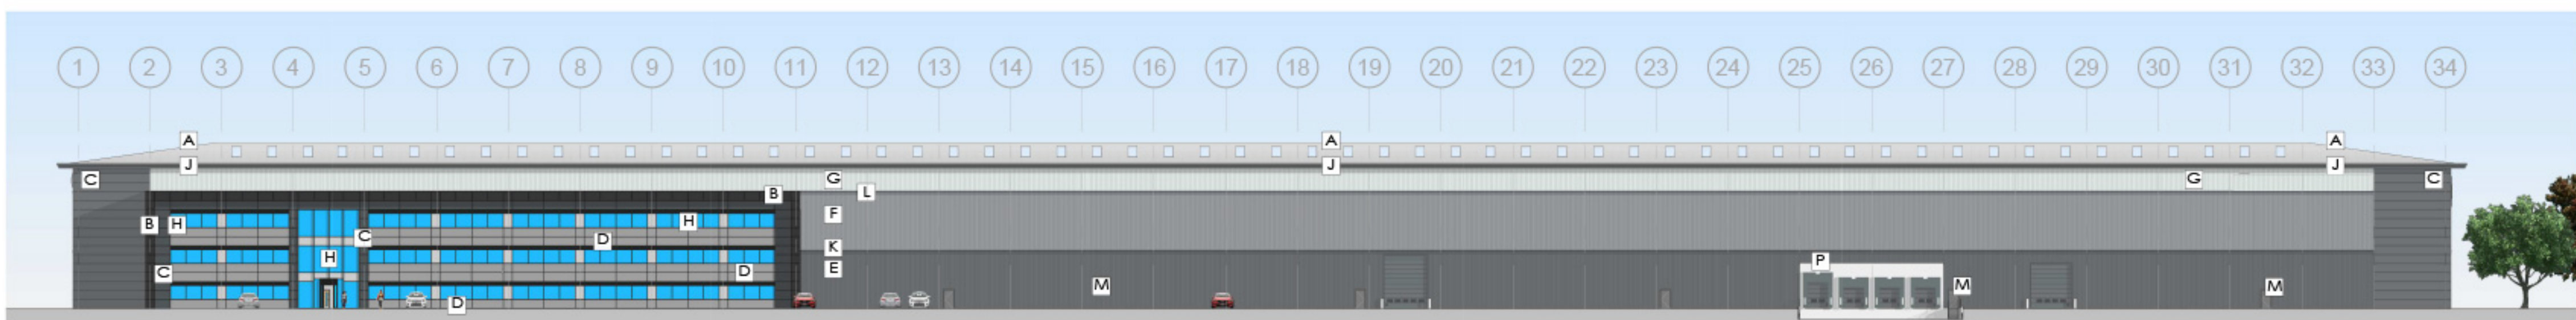 1 2 3 4 5 6 7 8 9 10 11 12 13 14 15 16 17 18 19 20 21 22 23 24 25 26 27 28 29 30 31 32 33 34
A A A
J J J
C G G C
B L
B H H F
C D K
H P
C D E
M M M
D